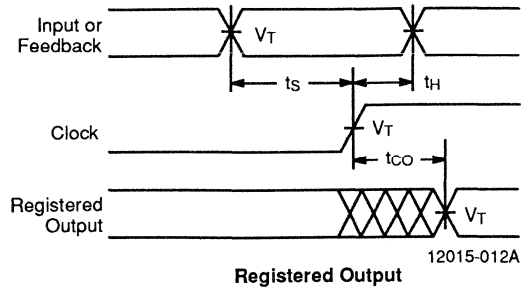 Input or
Feedback
VT
tS
tH
Clock
VT
tCO
Registered
Output
VT
12015-012A
Registered Output